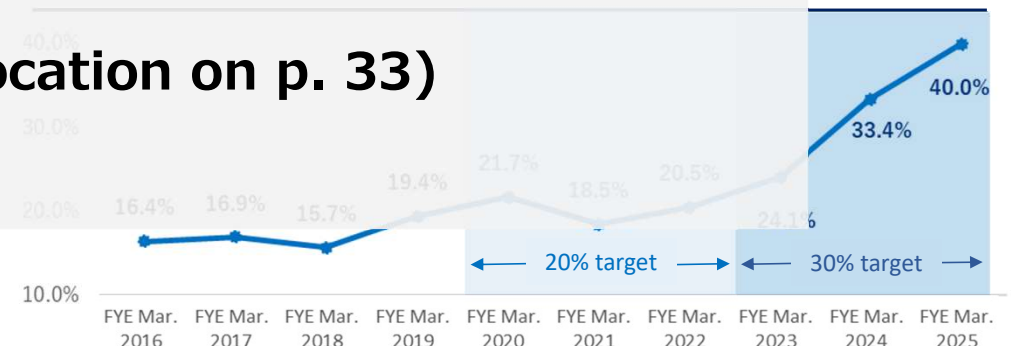 40.0%
ocation on p. 33)
40.0%
30.0%
33.4%
21.7%
20.5%
19.4%
18.5%
20.0%
16.4%
16.9%
15.7%
24.1%
20% target
30% target
10.0%
FYE Mar. 2016
FYE Mar. 2017
FYE Mar. 2018
FYE Mar. 2019
FYE Mar. 2020
FYE Mar. 2021
FYE Mar. 2022
FYE Mar. 2023
FYE Mar. 2024
FYE Mar. 2025